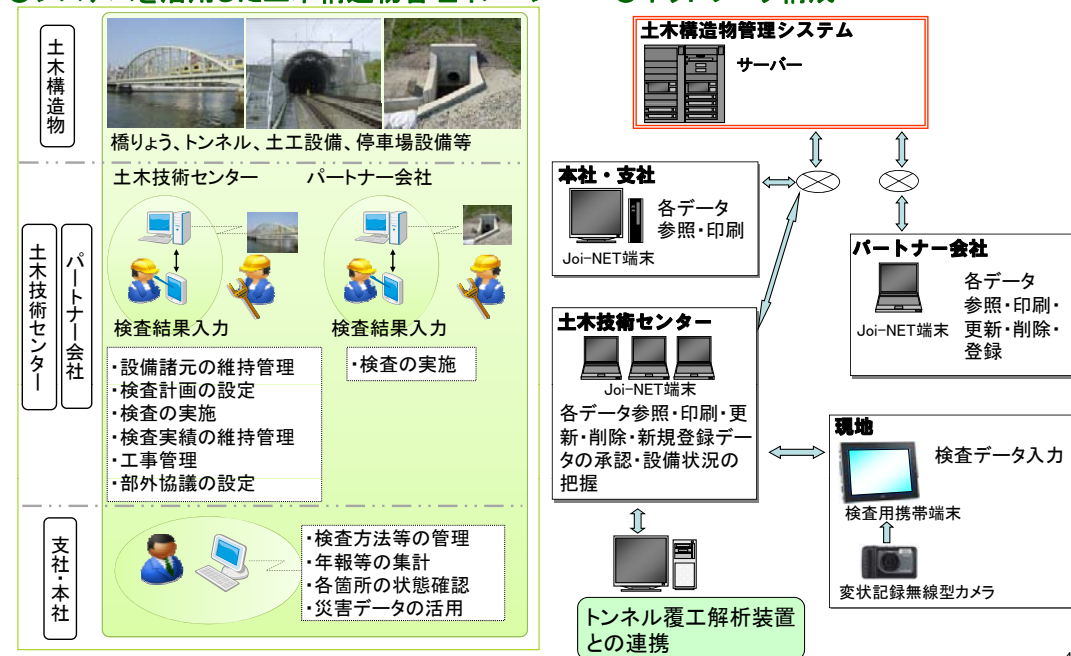 土木構造物
橋りょう、トンネル、土工設備、停車場設備等
土木技術センター
パートナー会社
土木技術センター
パートナー会社
検査結果入力
検査結果入力
・設備諸元の維持管理
・検査計画の設定
・検査の実施
・検査実績の維持管理
・工事管理
・部外協議の設定
・検査の実施
支社・本社
・検査方法等の管理
・年報等の集計
・各箇所の状態確認
・災害データの活用
土木構造物管理システム
サーバー
本社・支社
各データ
参照・印刷
Joi-NET端末
パートナー会社
各データ
参照・印刷・
更新・削除・
登録
Joi-NET端末
土木技術センター
Joi-NET端末
各データ参照・印刷・更
新・削除・新規登録デー
タの承認・設備状況の
把握
現地
検査データ入力
検査用携帯端末
変状記録無線型カメラ
トンネル覆工解析装置
との連携